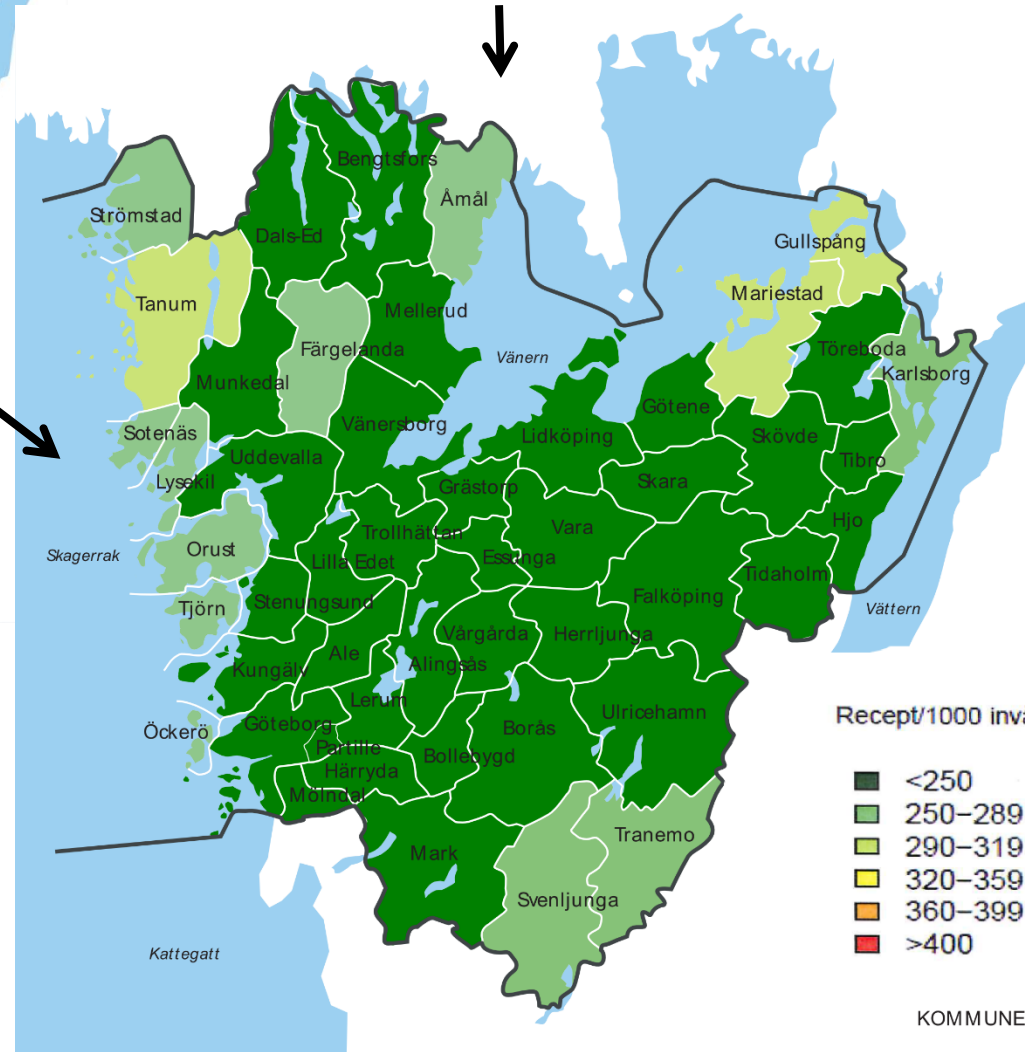 Bengtsfors
Åmål
Strömstad
Dals-Ed
Gullspång
Tanum
Mariestad
Mellerud
Färgelanda
Vänern
Töreboda
Karlsborg
Munkedal
Götene
Vänersborg
Sotenäs
Lidköping
Skövde
Uddevalla
Tibro
Lysekil
Grästorp
Skara
Hjo
Vara
Trollhättan
Skagerrak
Orust
Essunga
Lilla Edet
Tidaholm
Falköping
Stenungsund
Tjörn
Vättern
Vårgårda
Herrljunga
Ale
Alingsås
Kungälv
Lerum
Ulricehamn
Recept/1000 inva
Göteborg
Borås
Öckerö
Partille
Bollebygd
Härryda
<250
Mölndal
250–289
Tranemo
290–319
Mark
320–359
Svenljunga
360–399
>400
Kattegatt
KOMMUNE